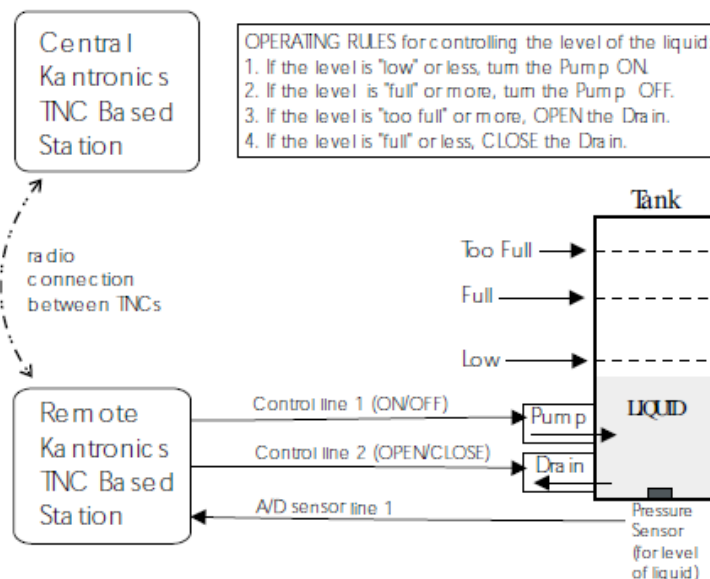 Central
Kantronics
TNC Based
Station
OPERATING RULES for controlling the level of the liquid
1. If the level is "low" or less, turn the Pump ON.
2. If the level is "full" or more, turn the Pump OFF.
3. If the level is "too full" or more, OPEN the Drain.
4. If the level is "full" or less, CLOSE the Drain.
radio
connection
between TNCs
Tank
Too Full
Full
Low
Remote
Kantronics
TNC Based
Station
Control line 1 (ON/OFF)
Pump
LIQUID
Control line 2 (OPEN/CLOSE)
Drain
A/D sensor line 1
Pressure
Sensor
(for level
of liquid)